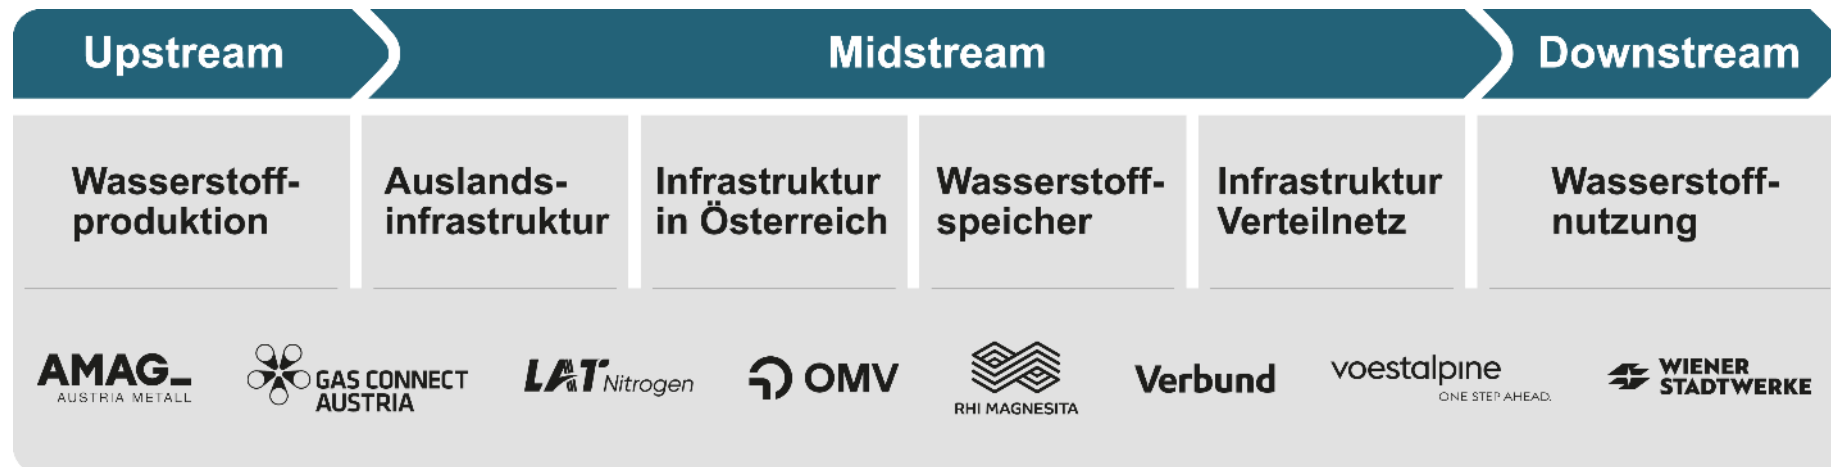 Upstream
Midstream
Downstream
Wasserstoff-
produktion
Auslands-
infrastruktur
Infrastruktur
in Österreich
Wasserstoff-
speicher
Infrastruktur
Verteilnetz
Wasserstoff-
nutzung
AMAG_
AUSTRIA METALL
GAS CONNECT
AUSTRIA
LAT Nitrogen
OMV
RHI MAGNESITA
Verbund
voestalpine
ONE STEP AHEAD.
WIENER
STADTWERKE